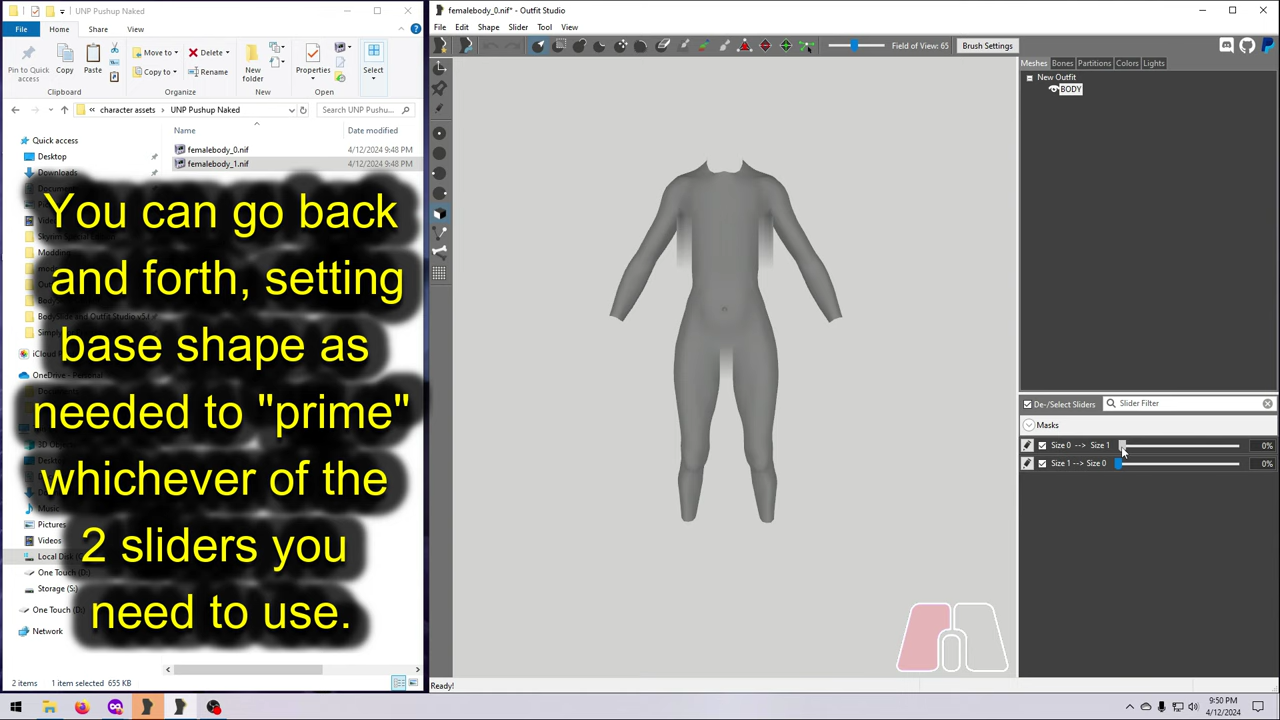 UNP Pushup Naked
File
Home
Share
View
Pin to Quick
access
Copy
Paste
Move to
Copy to
Delete
Rename
New
folder
Properties
Select
Clipboard
Organize
New
Open
character assets
UNP Pushup Naked
Search UNP Pushu...
Name
Date modified
femalebody_0.nif
4/12/2024 9:48 PM
femalebody_1.nif
4/12/2024 9:48 PM
Quick access
Desktop
Downloads
You can go back
and forth, setting
base shape as
needed to "prime"
whichever of the
2 sliders you
need to use.
Pictures
Videos
Local Disk
One Touch (D:)
Storage (S:)
One Touch (D:)
Network
2 items
1 item selected 655 KB
femalebody_0.nif* - Outfit Studio
File
Edit
Shape
Slider
Tool
View
Field of View: 65
Brush Settings
Meshes
Bones
Partitions
Colors
Lights
New Outfit
BODY
De-/Select Sliders
Slider Filter
Masks
Size 0 --> Size 1
0%
Size 1 --> Size 0
0%
Ready!
9:50 PM
4/12/2024